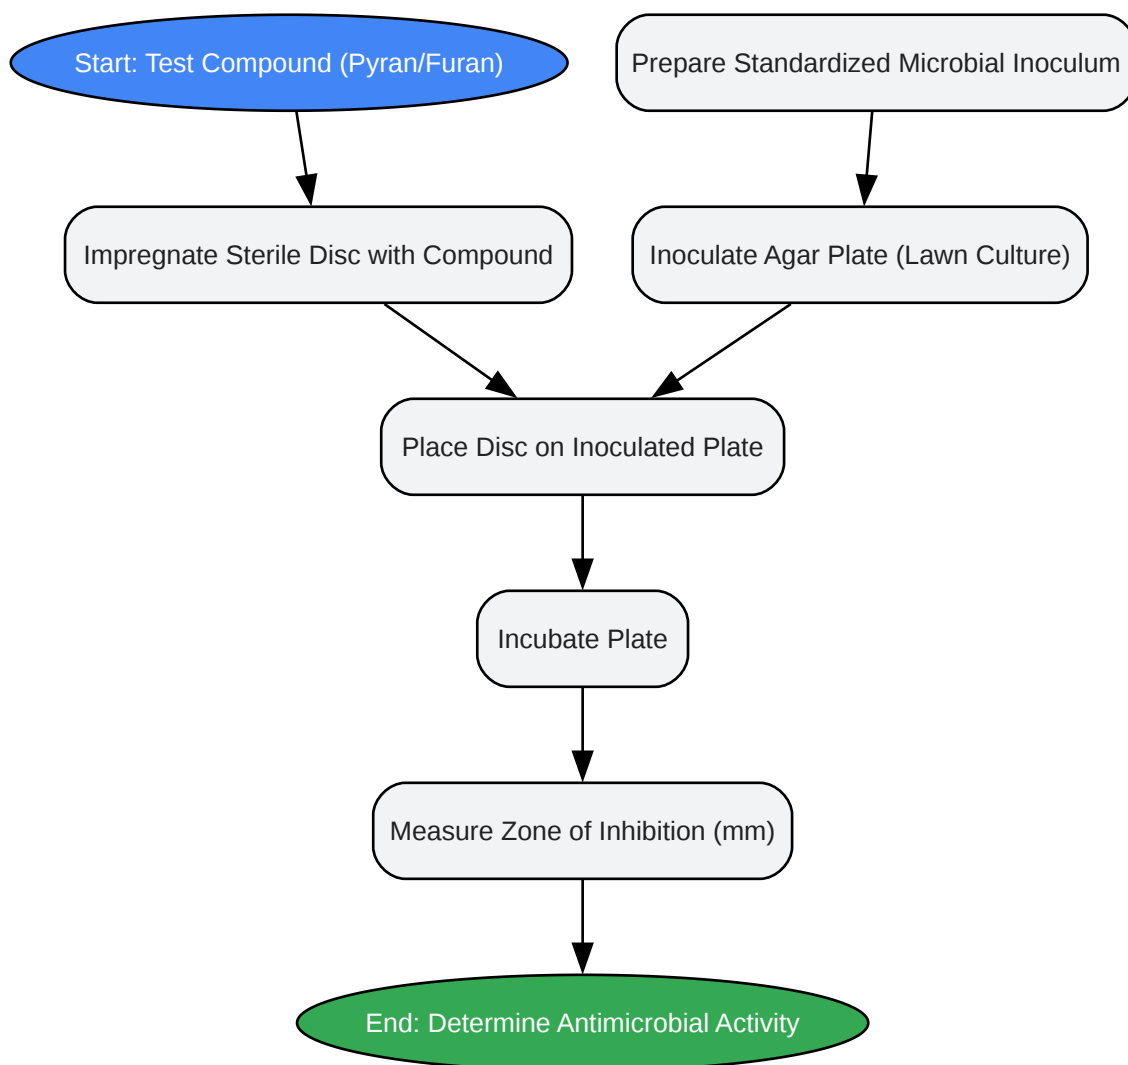 Start: Test Compound (Pyran/Furan)
Prepare Standardized Microbial Inoculum
Impregnate Sterile Disc with Compound
Inoculate Agar Plate (Lawn Culture)
Place Disc on Inoculated Plate
Incubate Plate
Measure Zone of Inhibition (mm)
End: Determine Antimicrobial Activity